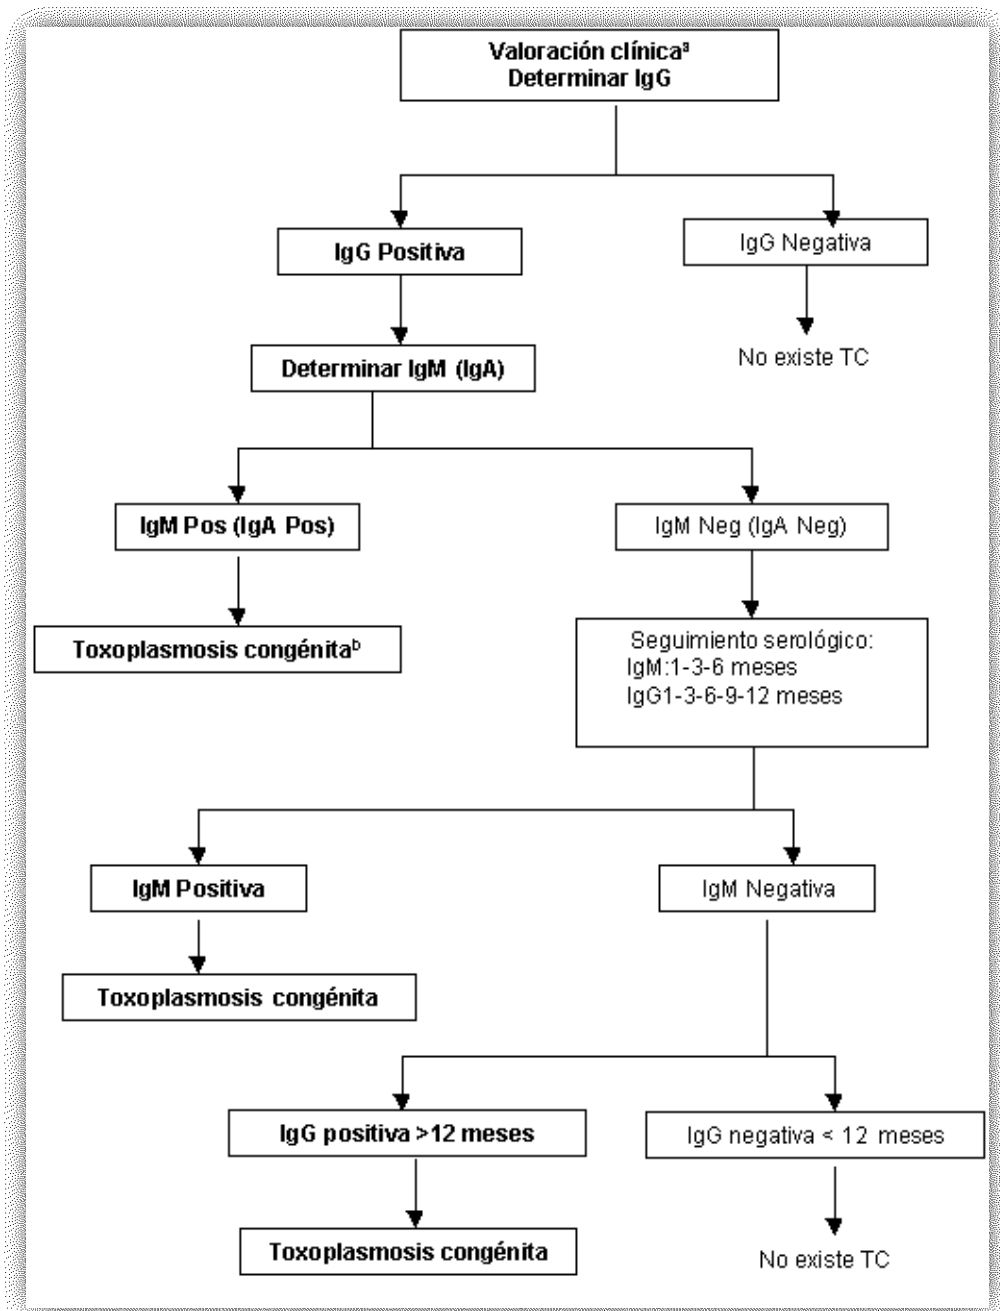 Valoración clínicaª
Determinar IgG
IgG Positiva
IgG Negativa
Determinar IgM (IgA)
No existe TC
IgM Pos (IgA Pos)
IgM Neg (IgA Neg)
Toxoplasmosis congénitaᵇ
Seguimiento serológico:
IgM:1-3-6 meses
IgG1-3-6-9-12 meses
IgM Positiva
IgM Negativa
Toxoplasmosis congénita
IgG positiva >12 meses
IgG negativa < 12 meses
Toxoplasmosis congénita
No existe TC